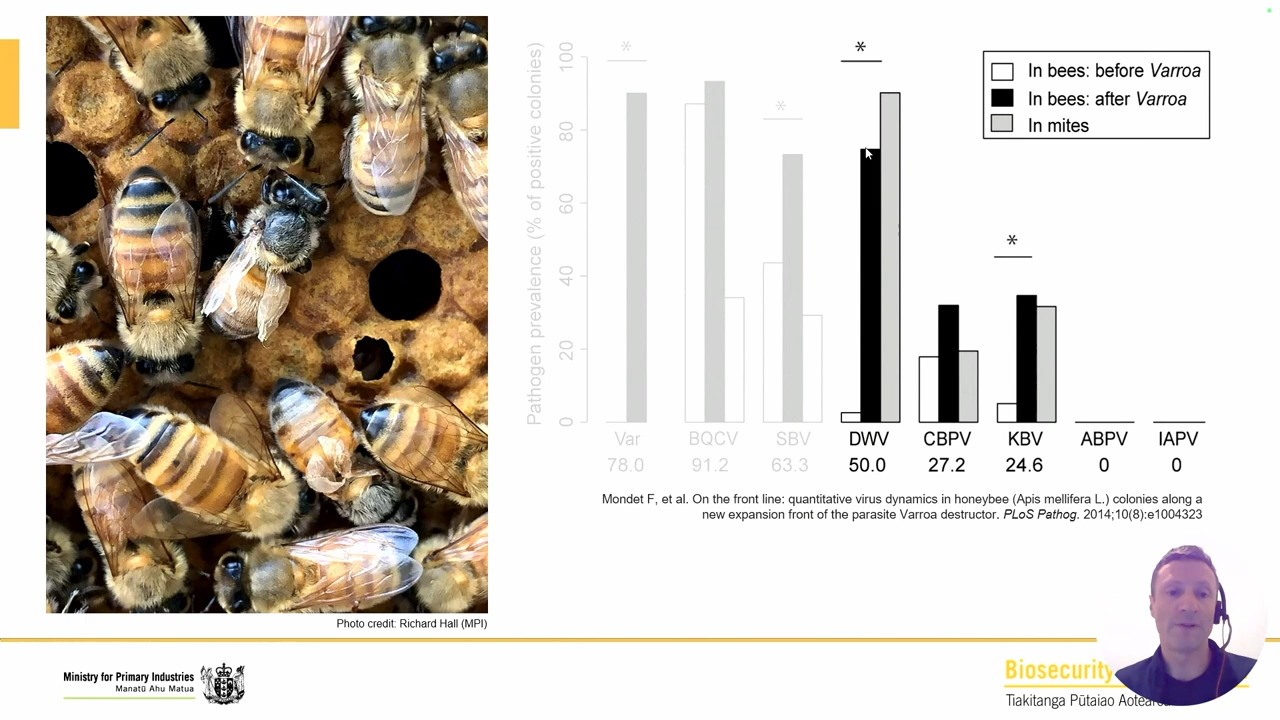 Pathogen prevalence (% of positive colonies)
100
80
60
40
20
0
*
*
*
*
In bees: before Varroa
In bees: after Varroa
In mites
Var BQCV SBV DWV CBPV KBV ABPV IAPV
78.0 91.2 63.3 50.0 27.2 24.6 0 0
Mondet F, et al. On the front line: quantitative virus dynamics in honeybee (Apis mellifera L.) colonies along a
new expansion front of the parasite Varroa destructor. PLoS Pathog. 2014;10(8):e1004323
Photo credit: Richard Hall (MPI)
Ministry for Primary Industries
Manatū Ahu Matua
Biosecurity
Tiakitanga Pūtaiao